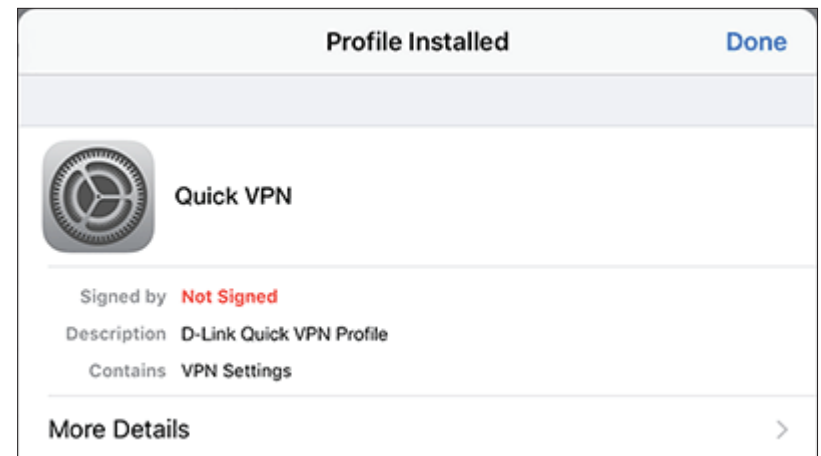 Profile Installed
Done
Quick VPN
Signed by Not Signed
Description D-Link Quick VPN Profile
Contains VPN Settings
More Details